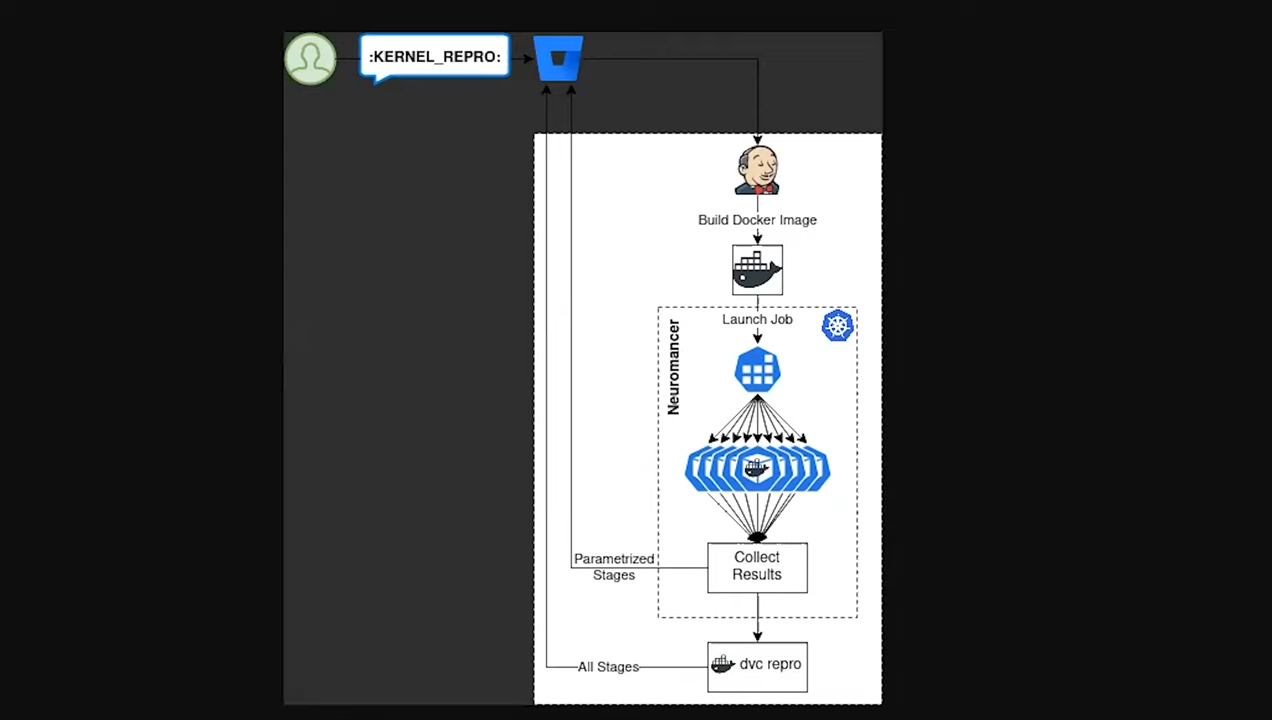 :KERNEL_REPRO:
Build Docker Image
Launch Job
Neuromancer
Collect
Results
Parametrized
Stages
All Stages
dvc repro